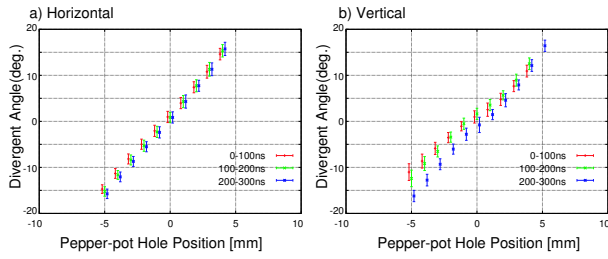 a) Horizontal
b) Vertical
Divergent Angle(deg.)
20
10
0
-10
-20
-10
-5
0
5
10
0-100ns
100-200ns
200-300ns
Pepper-pot Hole Position [mm]
Divergent Angle(deg.)
20
10
0
-10
-20
-10
-5
0
5
10
0-100ns
100-200ns
200-300ns
Pepper-pot Hole Position [mm]